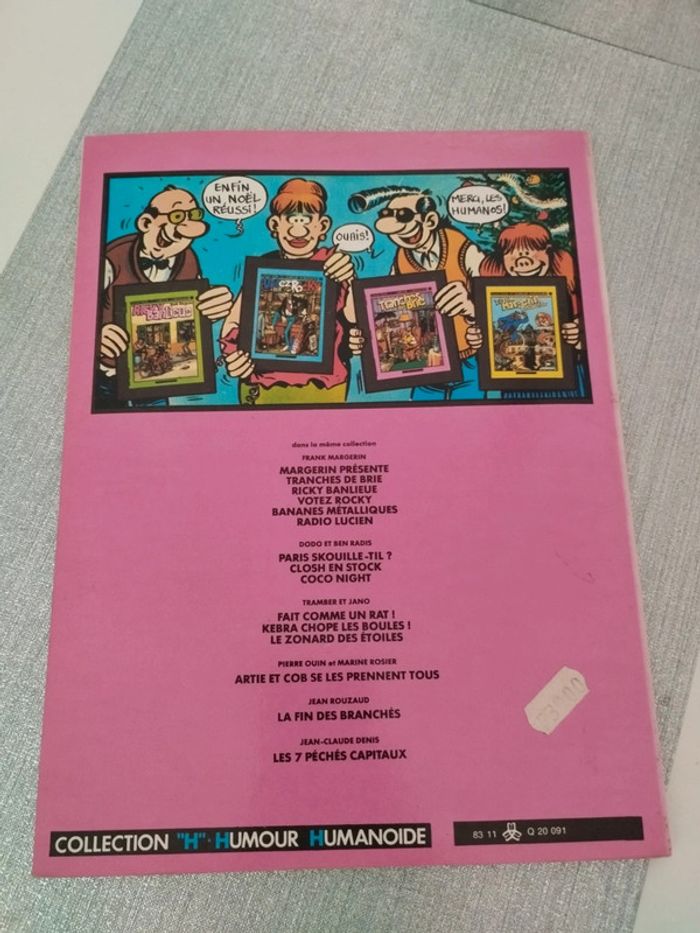 ENFIN
UN NOËL
RÉUSSI!
OUAIS!
MERCI, LES
HUMANOS!
Tranches
Brie
dans la même collection
FRANK MARGERIN
MARGERIN PRÉSENTE
TRANCHES DE BRIE
RICKY BANLIEUE
VOTEZ ROCKY
BANANES MÉTALLIQUES
RADIO LUCIEN
DODO ET BEN RADIS
PARIS SKOUILLE-TIL ?
CLOSH EN STOCK
COCO NIGHT
TRAMBER ET JANO
FAIT COMME UN RAT !
KEBRA CHOPE LES BOULES !
LE ZONARD DES ÉTOILES
PIERRE OUIN et MARINE ROSIER
ARTIE ET COB SE LES PRENNENT TOUS
JEAN ROUZAUD
LA FIN DES BRANCHÉS
JEAN-CLAUDE DENIS
LES 7 PÉCHÉS CAPITAUX
COLLECTION "H" HUMOUR HUMANOIDE
83 11 Q 20 091